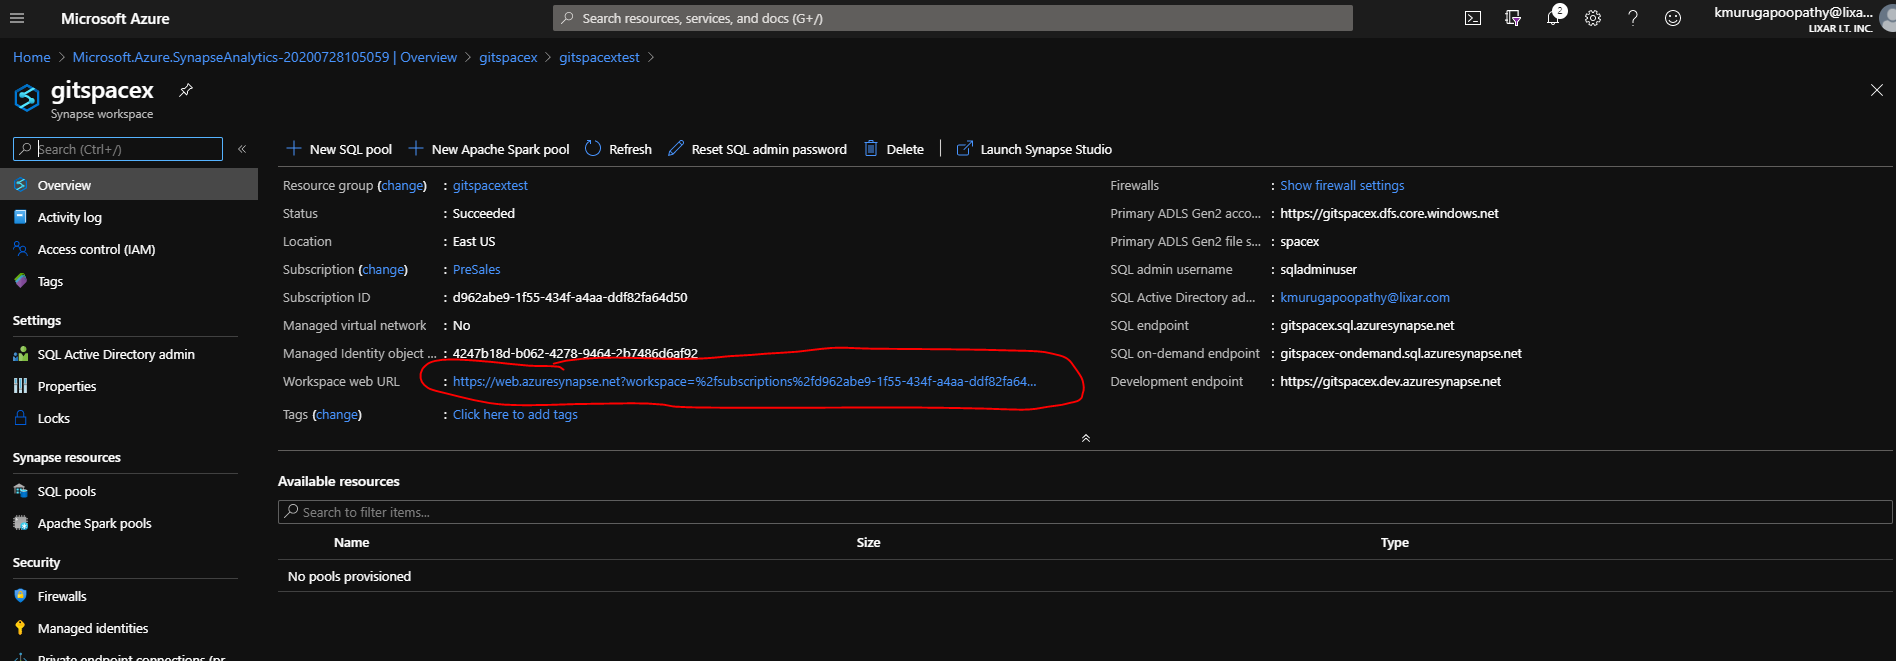 Microsoft Azure
Search resources, services, and docs (G+/)
2
kmurugapoopathy@lixa...
LIXAR I.T. INC.
Home > Microsoft.Azure.SynapseAnalytics-20200728105059 | Overview > gitspacex > gitspacextest >
gitspacex
Synapse workspace
Search (Ctrl+/)
«
Overview
Activity log
Access control (IAM)
Tags
Settings
SQL Active Directory admin
Properties
Locks
Synapse resources
SQL pools
Apache Spark pools
Security
Firewalls
Managed identities
Private endpoint connections (pr
New SQL pool
New Apache Spark pool
Refresh
Reset SQL admin password
Delete
Launch Synapse Studio
Resource group (change) : gitspacextest
Status : Succeeded
Location : East US
Subscription (change) : PreSales
Subscription ID : d962abe9-1f55-434f-a4aa-ddf82fa64d50
Managed virtual network : No
Managed Identity object ... : 4247b18d-b062-4278-9464-2b7486d6af92
Workspace web URL : https://web.azuresynapse.net?workspace=%2fsubscriptions%2fd962abe9-1f55-434f-a4aa-ddf82fa64...
Tags (change) : Click here to add tags
Firewalls : Show firewall settings
Primary ADLS Gen2 acco... : https://gitspacex.dfs.core.windows.net
Primary ADLS Gen2 file s... : spacex
SQL admin username : sqladminuser
SQL Active Directory ad... : kmurugapoopathy@lixar.com
SQL endpoint : gitspacex.sql.azuresynapse.net
SQL on-demand endpoint : gitspacex-ondemand.sql.azuresynapse.net
Development endpoint : https://gitspacex.dev.azuresynapse.net
Available resources
Search to filter items...
Name Size Type
No pools provisioned